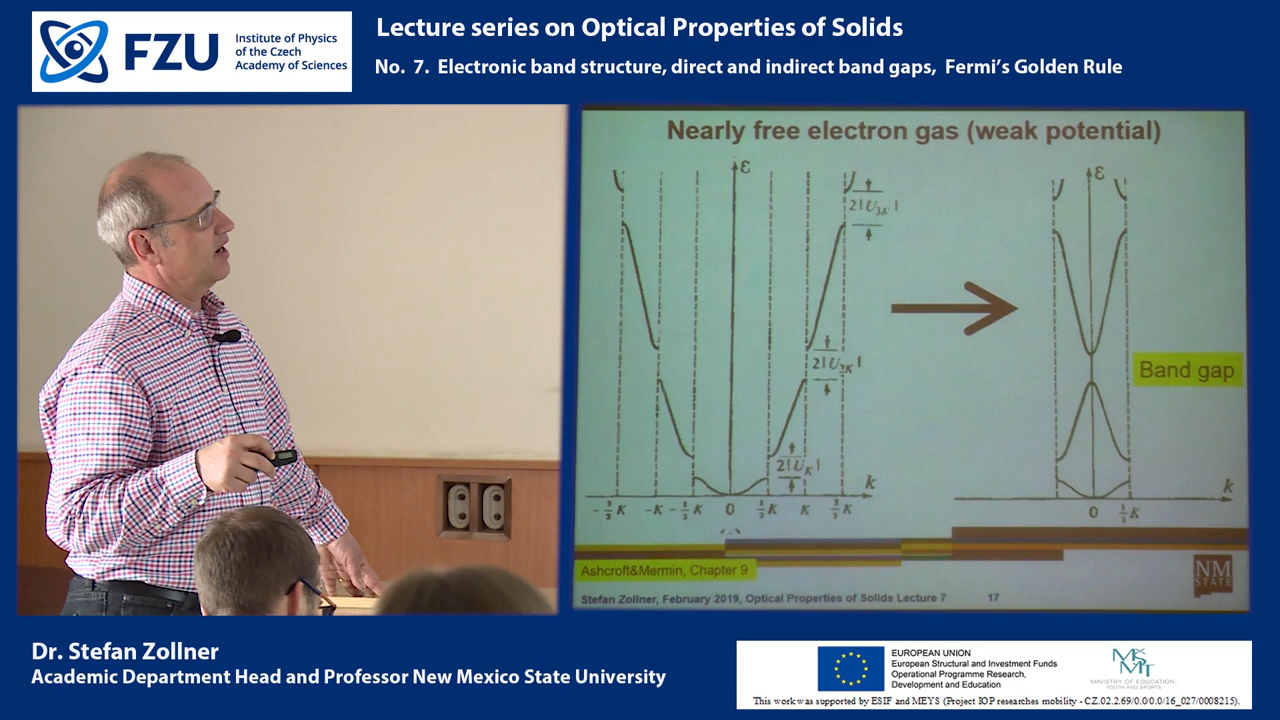 FZU
Institute of Physics
of the Czech
Academy of Sciences
Lecture series on Optical Properties of Solids
No. 7. Electronic band structure, direct and indirect band gaps, Fermi's Golden Rule
Nearly free electron gas (weak potential)
ε
2|U₃K|
2|U₂K|
2|U_K|
k
-3/2 K -K -1/2 K 0 1/2 K K 3/2 K
ε
Band gap
k
0 1/2 K
Ashcroft&Mermin, Chapter 9
NM
STATE
Stefan Zollner, February 2019, Optical Properties of Solids Lecture 7 17
Dr. Stefan Zollner
Academic Department Head and Professor New Mexico State University
EUROPEAN UNION
European Structural and Investment Funds
Operational Programme Research,
Development and Education
MINISTRY OF EDUCATION,
YOUTH AND SPORTS
This work was supported by ESIF and MEYS (Project IOP researches mobility - CZ.02.2.69/0.0/0.0/16_027/0008215).